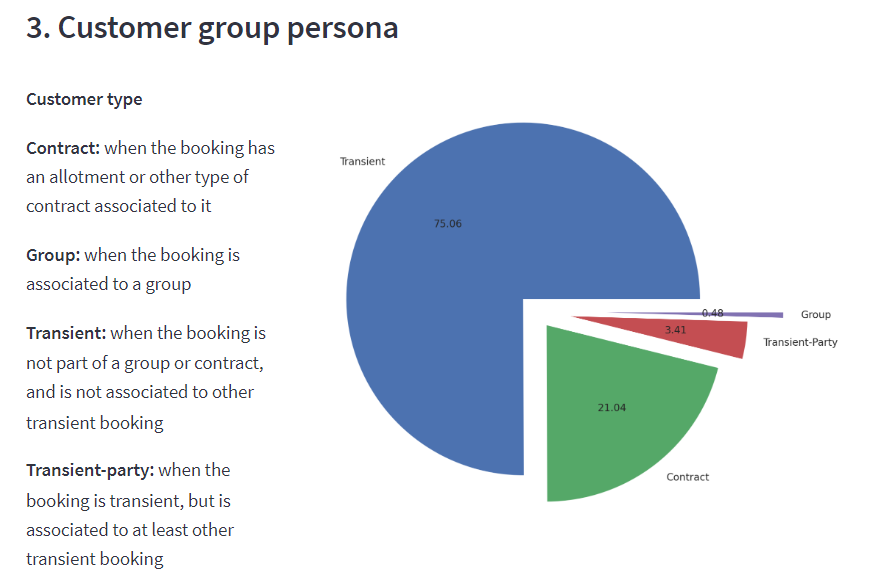 3. Customer group persona
Customer type
Contract: when the booking has
an allotment or other type of
contract associated to it
Group: when the booking is
associated to a group
Transient: when the booking is
not part of a group or contract,
and is not associated to other
transient booking
Transient-party: when the
booking is transient, but is
associated to at least other
transient booking
Transient
75.06
0.48
Group
3.41
Transient-Party
21.04
Contract